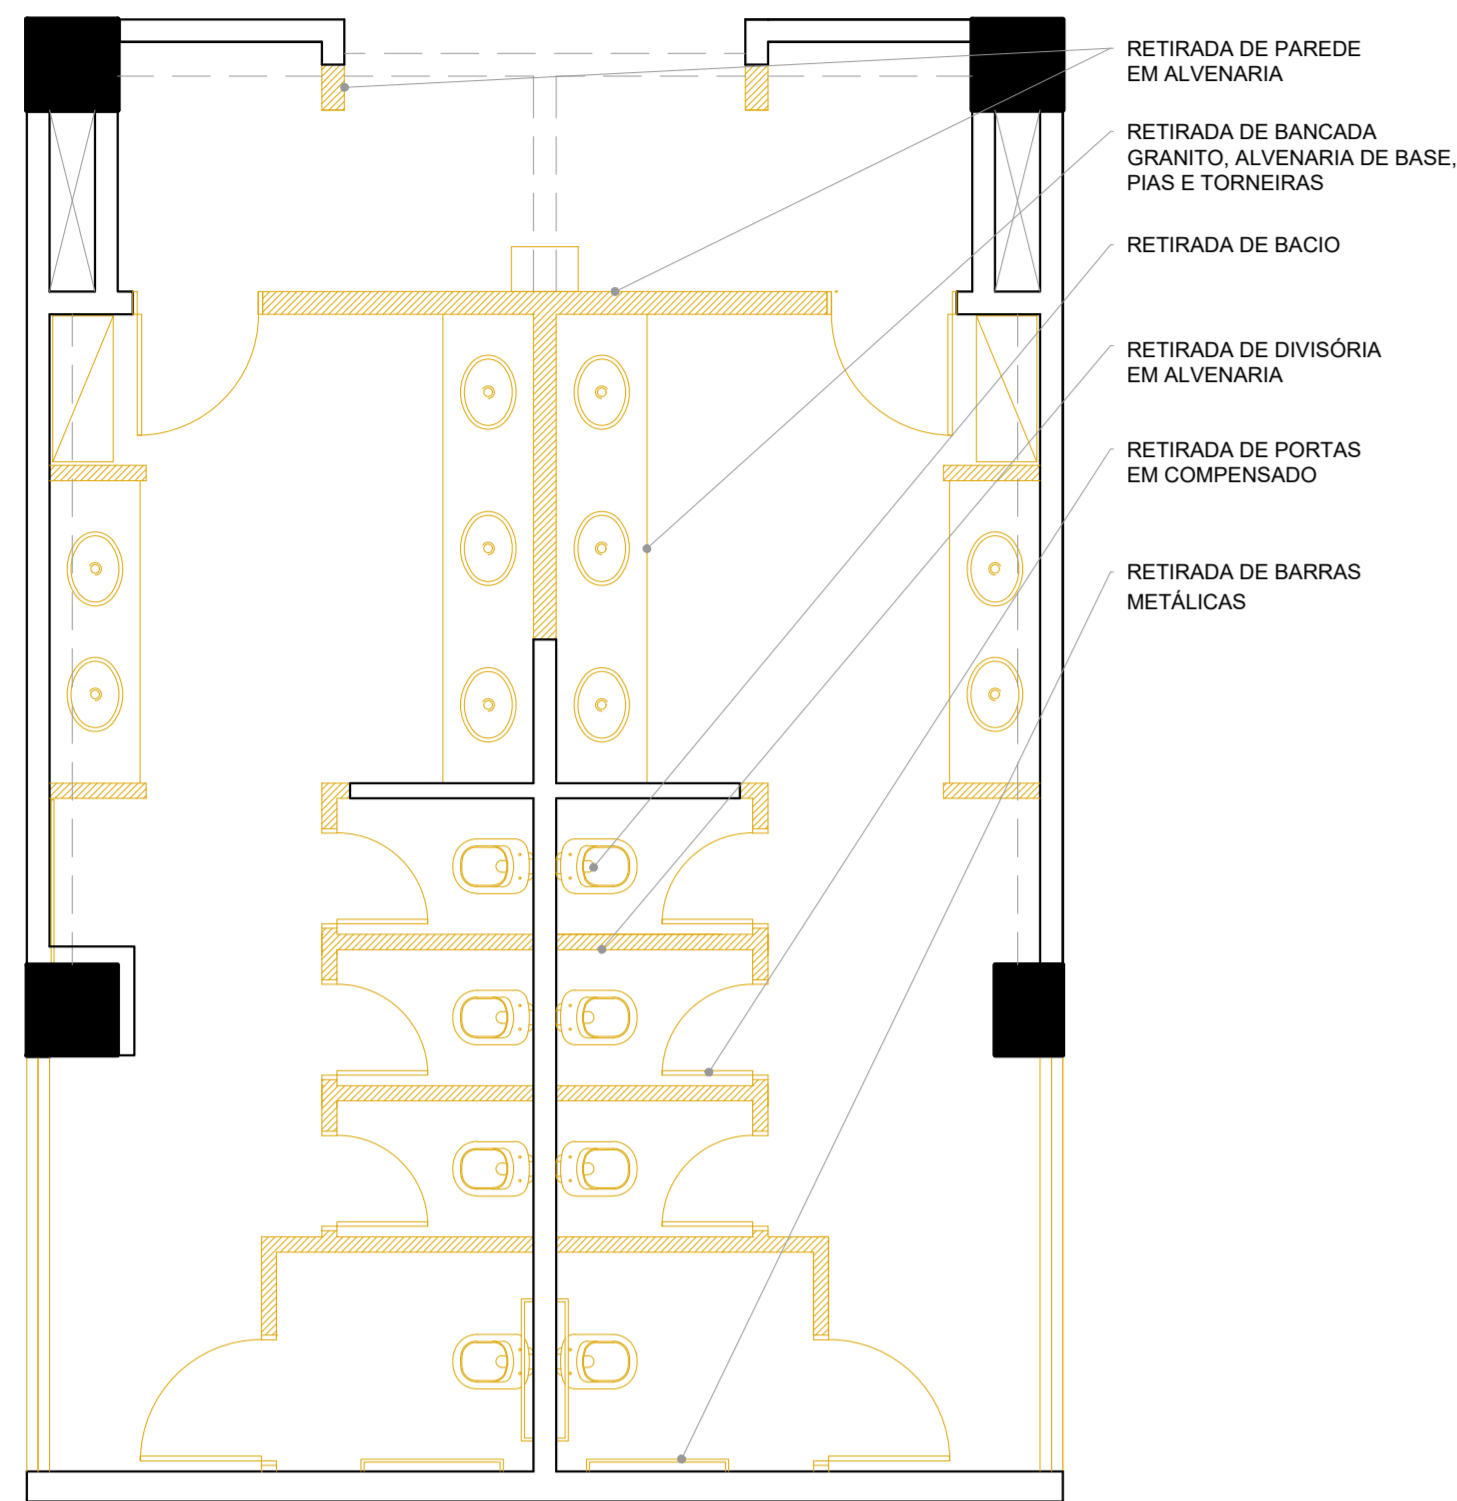 RETIRADA DE PAREDE
EM ALVENARIA
RETIRADA DE BANCADA
GRANITO, ALVENARIA DE BASE,
PIAS E TORNEIRAS
RETIRADA DE BACIO
RETIRADA DE DIVISÓRIA
EM ALVENARIA
RETIRADA DE PORTAS
EM COMPENSADO
RETIRADA DE BARRAS
METÁLICAS